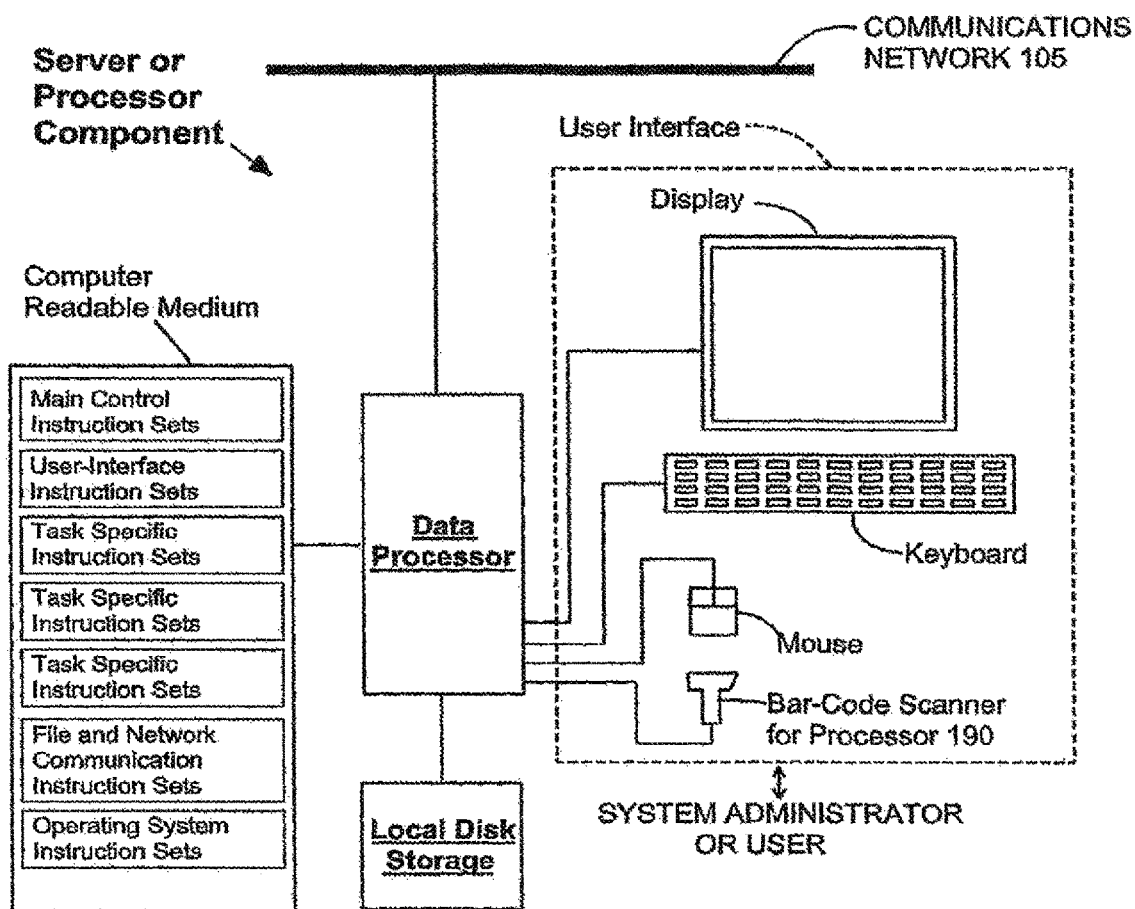 COMMUNICATIONS
NETWORK 105
Server or
Processor
Component
User Interface
Display
Computer
Readable Medium
Main Control
Instruction Sets
User-Interface
Instruction Sets
Task Specific
Instruction Sets
Task Specific
Instruction Sets
Task Specific
Instruction Sets
File and Network
Communication
Instruction Sets
Operating System
Instruction Sets
Data
Processor
Local Disk
Storage
Keyboard
Mouse
Bar-Code Scanner
for Processor 190
SYSTEM ADMINISTRATOR
OR USER